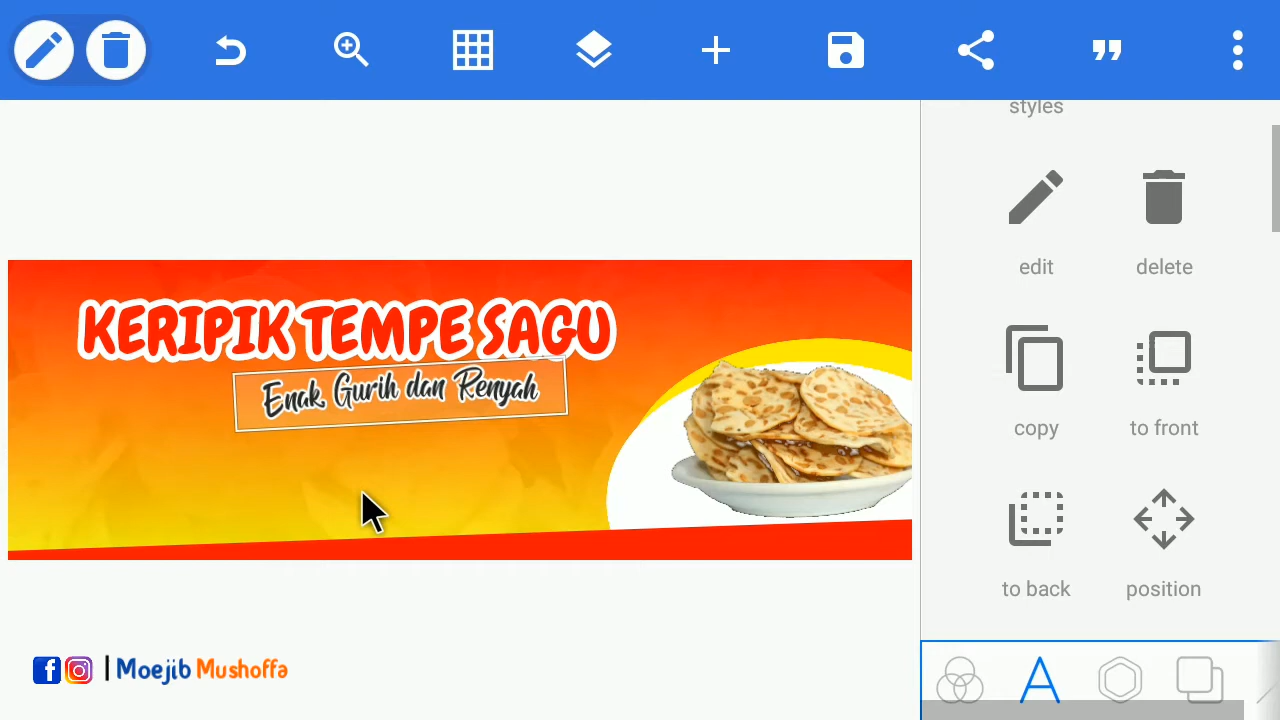 styles
edit
delete
copy
to front
to back
position
KERIPIK TEMPE SAGU
Enak, Gurih dan Renyah
| Moejib Mushoffa